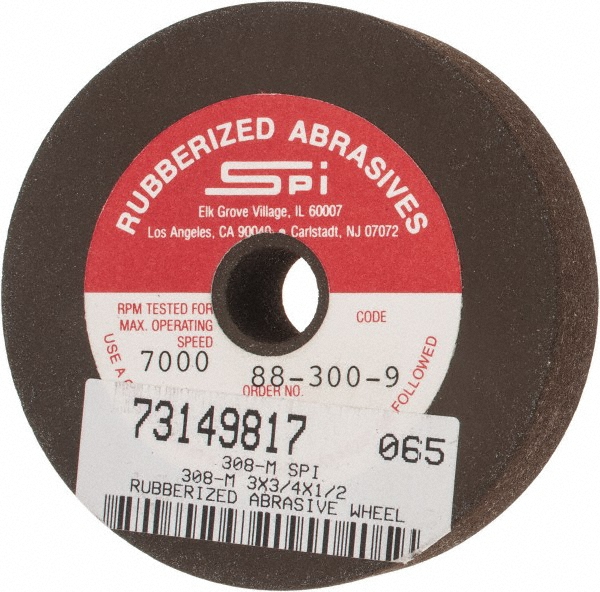 RUBBERIZED ABRASIVES
Spi
Elk Grove Village, IL 60007
Los Angeles, CA 90040 • Carlstadt, NJ 07072
RPM TESTED FOR
MAX. OPERATING
SPEED
CODE
7000
88-300-9
ORDER NO.
USE A
FOLLOWED
73149817
065
308-M SPI
308-M 3X3/4X1/2
RUBBERIZED ABRASIVE WHEEL